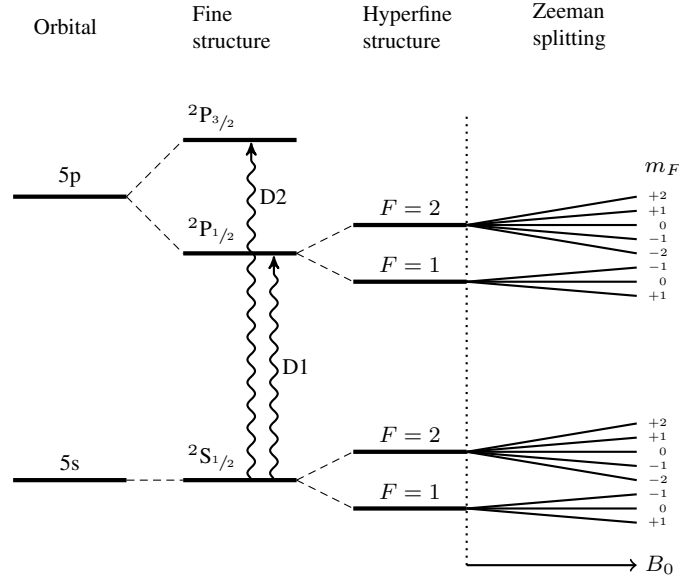 Orbital
Fine
structure
Hyperfine
structure
Zeeman
splitting
²P₃/₂
m_F
5p
D2
+2
+1
0
−1
−2
²P₁/₂
F = 2
F = 1
−1
0
+1
D1
+2
+1
0
−1
−2
5s
²S₁/₂
F = 2
F = 1
−1
0
+1
B₀